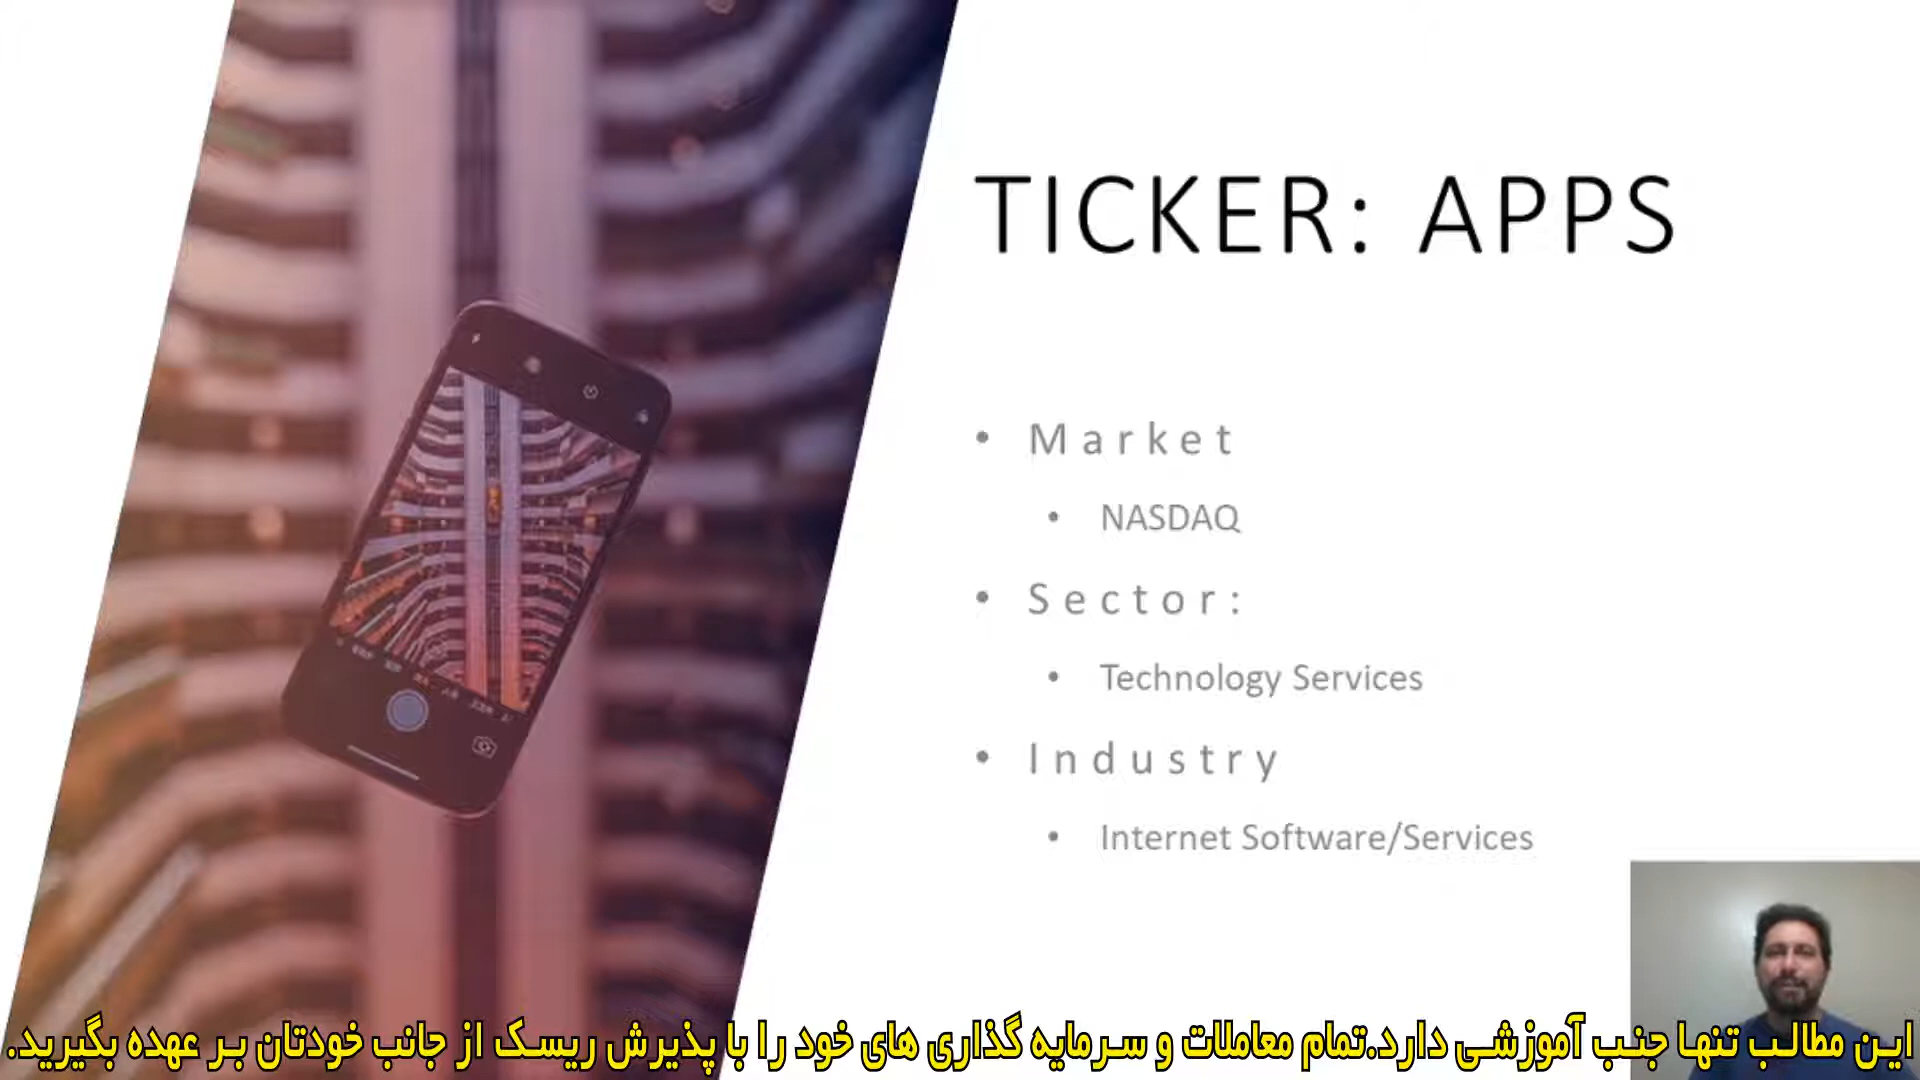 TICKER: APPS
• Market
• NASDAQ
• Sector:
• Technology Services
• Industry
• Internet Software/Services
این مطالب تنها جنب آموزشی دارد.تمام معاملات و سرمایه گذاری های خود را با پذیرش ریسک از جانب خودتان بر عهده بگیرید.